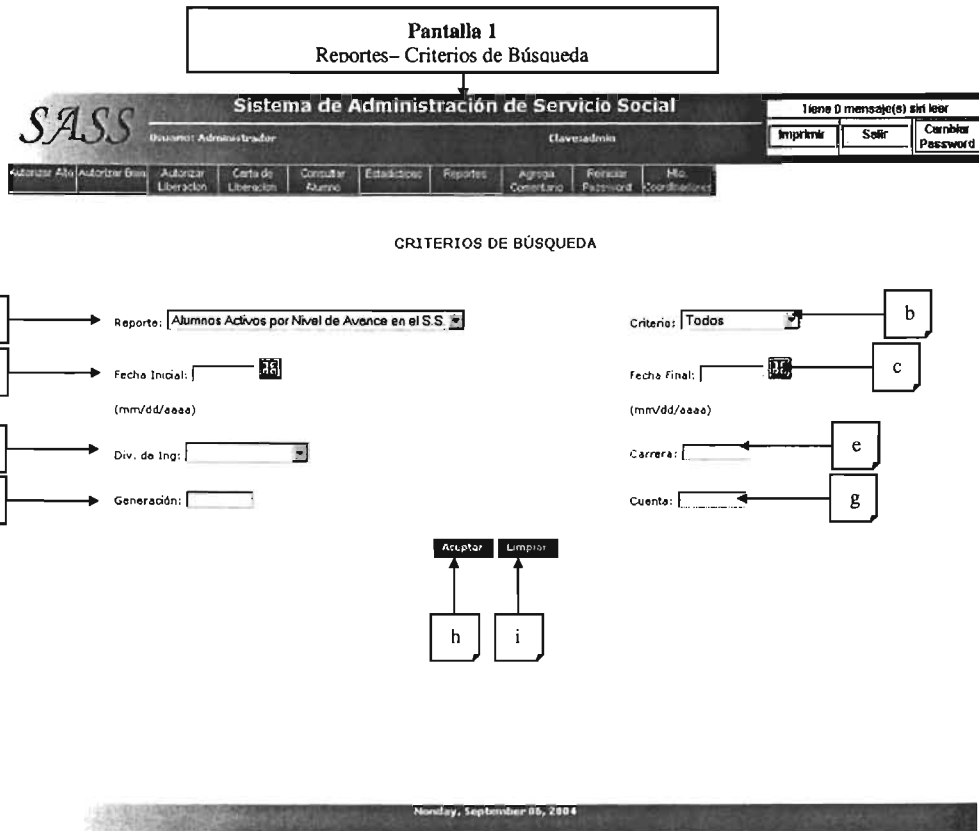 Pantalla 1
Reportes– Criterios de Búsqueda
SASS
Sistema de Administración de Servicio Social
Usuario: Administrador
Clave:admin
Tiene 0 mensaje(s) sin leer
Imprimir
Salir
Cambiar Password
Autorizar Alta
Autorizar Baja
Autorizar Liberacion
Carta de Liberacion
Consultar Alumno
Estadisticas
Reportes
Agrega Comentario
Reiniciar Password
Mto. Coordinadores
CRITERIOS DE BÚSQUEDA
Reporte: Alumnos Activos por Nivel de Avance en el S.S.
Criterio: Todos
b
Fecha Inicial:
Fecha Final:
c
(mm/dd/aaaa)
(mm/dd/aaaa)
Div. de Ing:
Carrera:
e
Generación:
Cuenta:
g
Aceptar
Limpiar
h
i
Monday, September 06, 2004